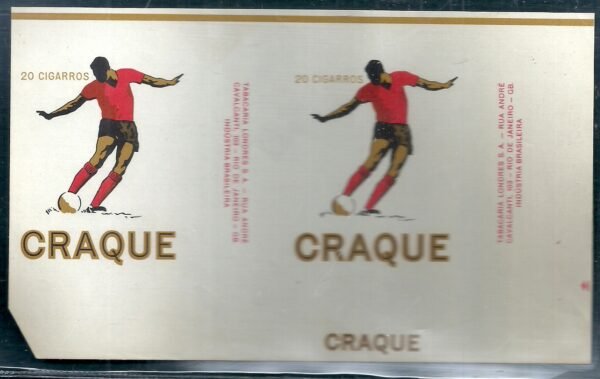 20 CIGARROS
CRAQUE
TABACARIA LONDRES S. A. - RUA ANDRÉ
CAVALCANTI, 103 - RIO DE JANEIRO - GB
INDÚSTRIA BRASILEIRA
20 CIGARROS
CRAQUE
TABACARIA LONDRES S. A. - RUA ANDRÉ
CAVALCANTI, 103 - RIO DE JANEIRO - GB.
INDÚSTRIA BRASILEIRA
CRAQUE